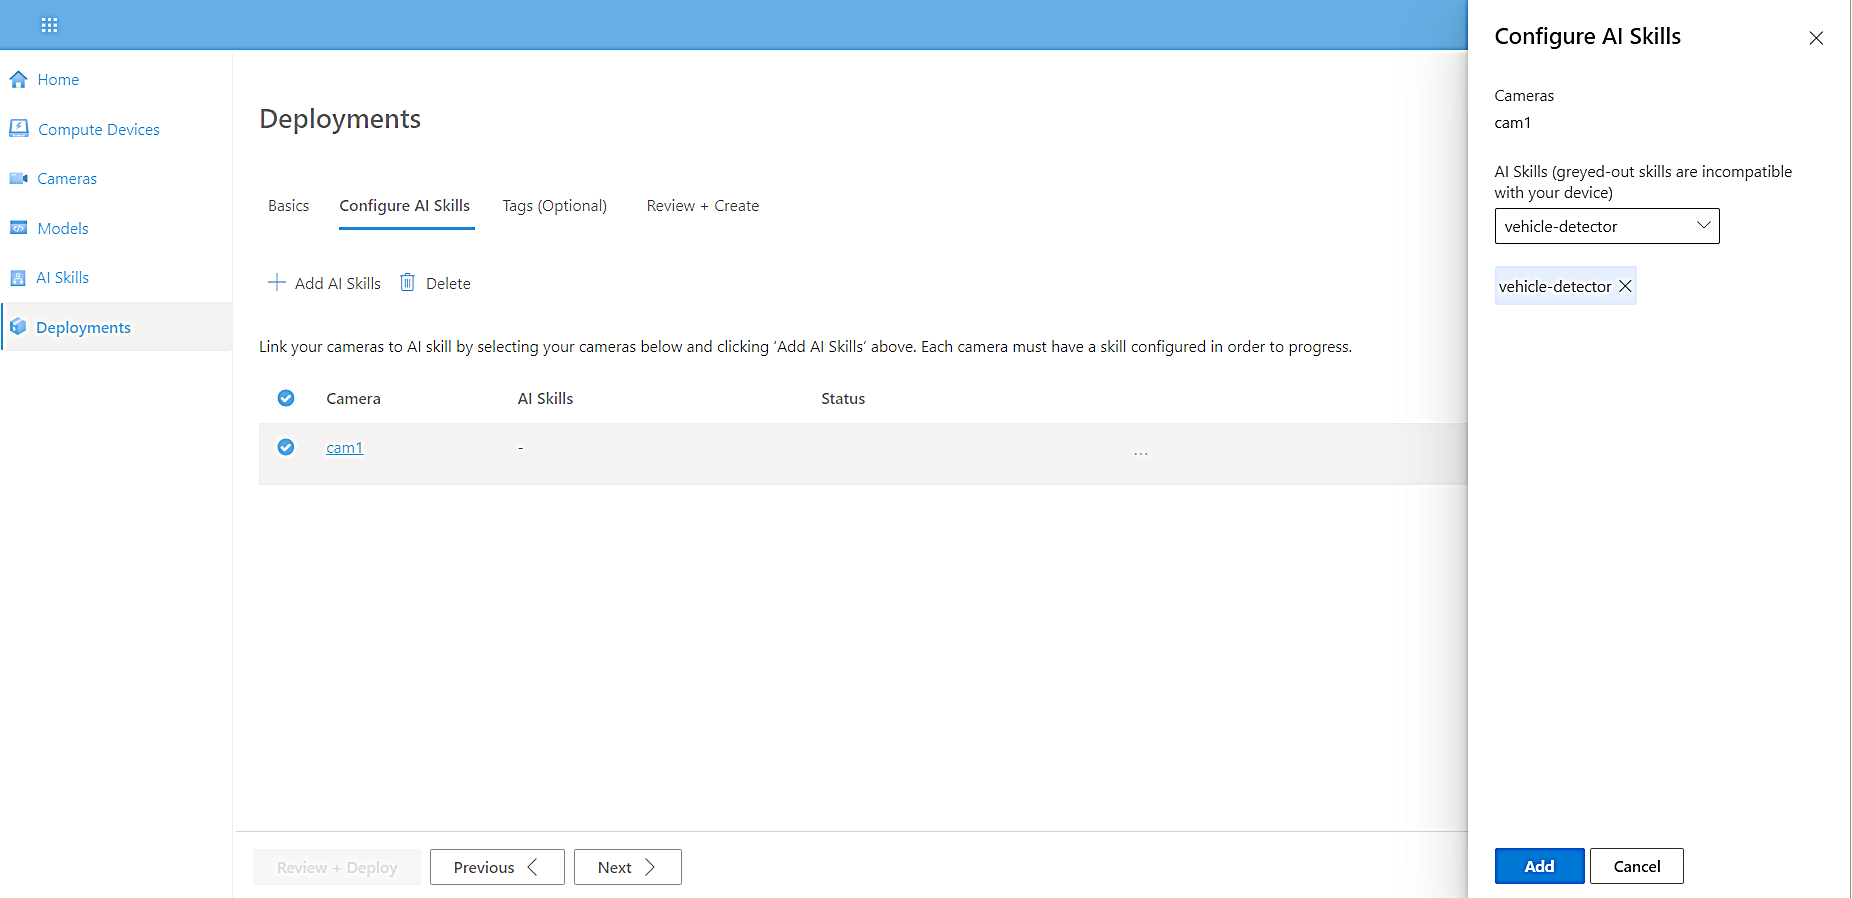 Home
Compute Devices
Cameras
Models
AI Skills
Deployments
Deployments
Basics
Configure AI Skills
Tags (Optional)
Review + Create
Add AI Skills
Delete
Link your cameras to AI skill by selecting your cameras below and clicking ‘Add AI Skills’ above. Each camera must have a skill configured in order to progress.
Camera
AI Skills
Status
cam1
-
...
Review + Deploy
Previous
Next
Configure AI Skills
Cameras
cam1
AI Skills (greyed-out skills are incompatible
with your device)
vehicle-detector
vehicle-detector
Add
Cancel